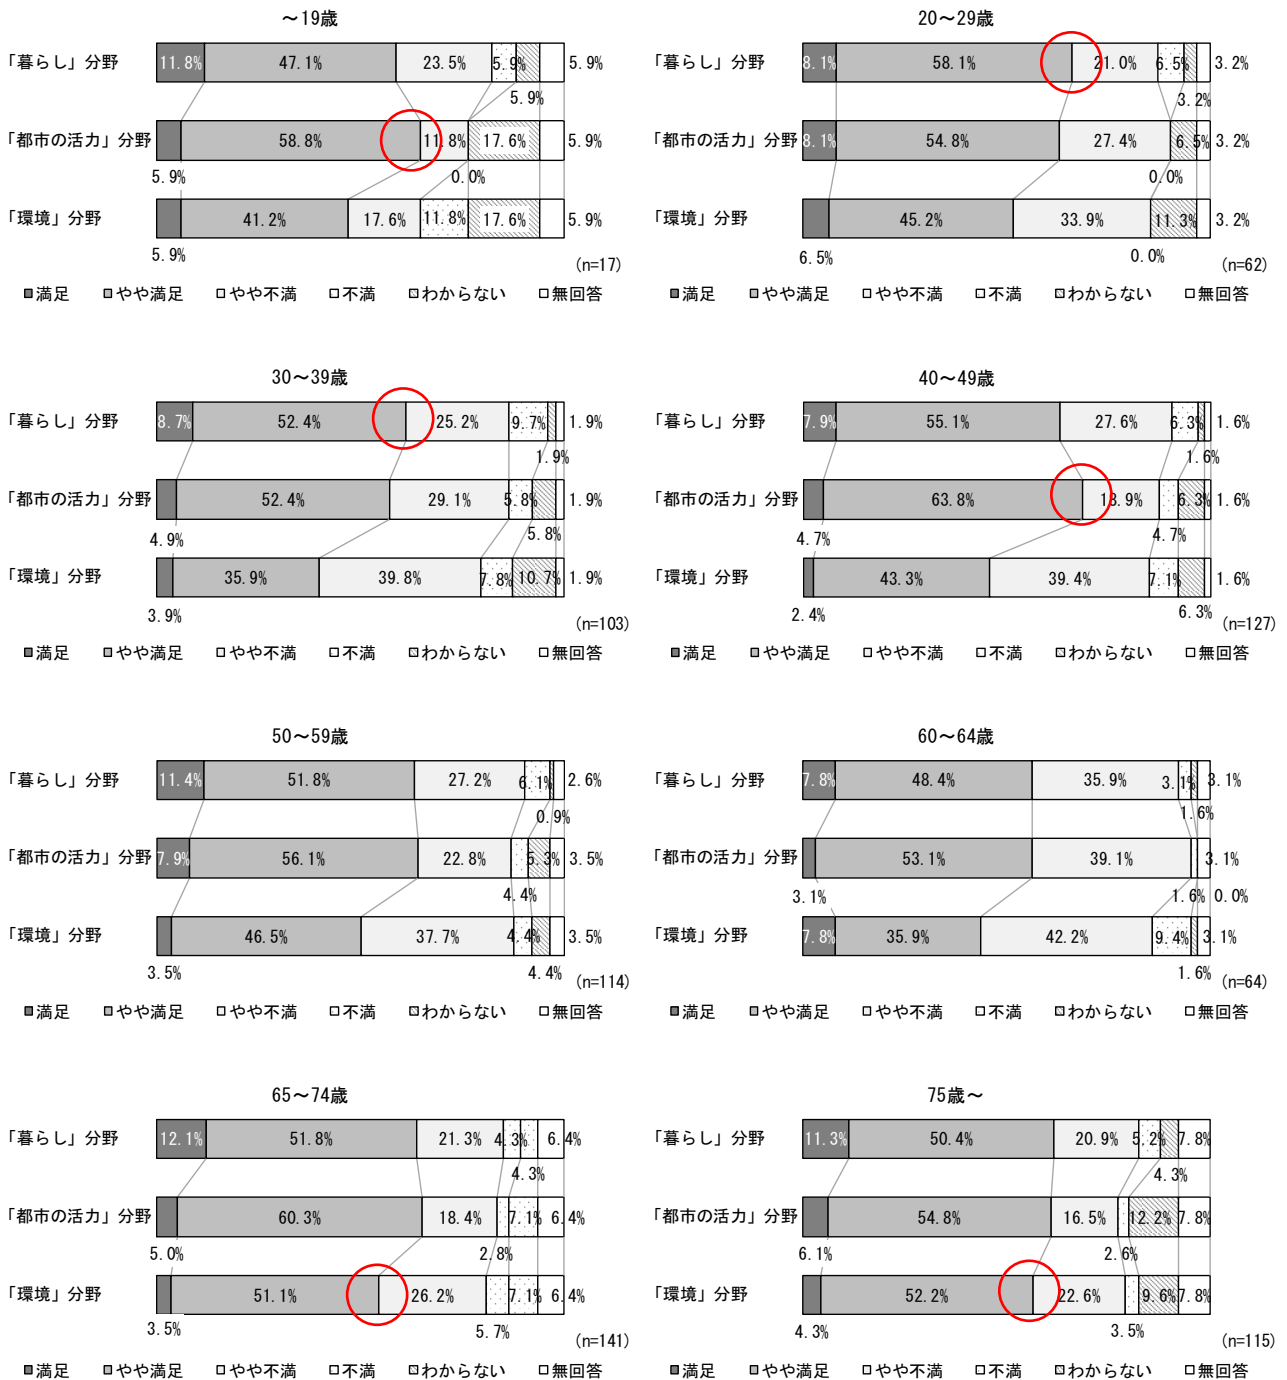 ～19歳
「暮らし」分野 11.8% 47.1% 23.5% 5.9% 5.9%
5.9%
「都市の活力」分野 58.8% 11.8% 17.6% 5.9%
5.9% 0.0%
「環境」分野 41.2% 17.6% 11.8% 17.6% 5.9%
5.9%
(n=17)
満足 やや満足 やや不満 不満 わからない 無回答
20～29歳
「暮らし」分野 8.1% 58.1% 21.0% 6.5% 3.2%
3.2%
「都市の活力」分野 8.1% 54.8% 27.4% 6.5% 3.2%
0.0%
「環境」分野 45.2% 33.9% 11.3% 3.2%
6.5% 0.0%
(n=62)
満足 やや満足 やや不満 不満 わからない 無回答
30～39歳
「暮らし」分野 8.7% 52.4% 25.2% 9.7% 1.9%
1.9%
「都市の活力」分野 52.4% 29.1% 5.8% 1.9%
4.9% 5.8%
「環境」分野 35.9% 39.8% 7.8% 10.7% 1.9%
3.9%
(n=103)
満足 やや満足 やや不満 不満 わからない 無回答
40～49歳
「暮らし」分野 7.9% 55.1% 27.6% 6.3% 1.6%
1.6%
「都市の活力」分野 63.8% 18.9% 6.3% 1.6%
4.7% 4.7%
「環境」分野 43.3% 39.4% 7.1% 1.6%
2.4% 6.3%
(n=127)
満足 やや満足 やや不満 不満 わからない 無回答
50～59歳
「暮らし」分野 11.4% 51.8% 27.2% 6.1% 2.6%
0.9%
「都市の活力」分野 7.9% 56.1% 22.8% 5.3% 3.5%
4.4%
「環境」分野 46.5% 37.7% 4.4% 3.5%
3.5% 4.4%
(n=114)
満足 やや満足 やや不満 不満 わからない 無回答
60～64歳
「暮らし」分野 7.8% 48.4% 35.9% 3.1% 3.1%
1.6%
「都市の活力」分野 53.1% 39.1% 3.1%
3.1% 1.6% 0.0%
「環境」分野 7.8% 35.9% 42.2% 9.4% 3.1%
1.6%
(n=64)
満足 やや満足 やや不満 不満 わからない 無回答
65～74歳
「暮らし」分野 12.1% 51.8% 21.3% 4.3% 6.4%
4.3%
「都市の活力」分野 60.3% 18.4% 7.1% 6.4%
5.0% 2.8%
「環境」分野 51.1% 26.2% 7.1% 6.4%
3.5% 5.7%
(n=141)
満足 やや満足 やや不満 不満 わからない 無回答
75歳～
「暮らし」分野 11.3% 50.4% 20.9% 5.2% 7.8%
4.3%
「都市の活力」分野 54.8% 16.5% 12.2% 7.8%
6.1% 2.6%
「環境」分野 52.2% 22.6% 9.6% 7.8%
4.3% 3.5%
(n=115)
満足 やや満足 やや不満 不満 わからない 無回答